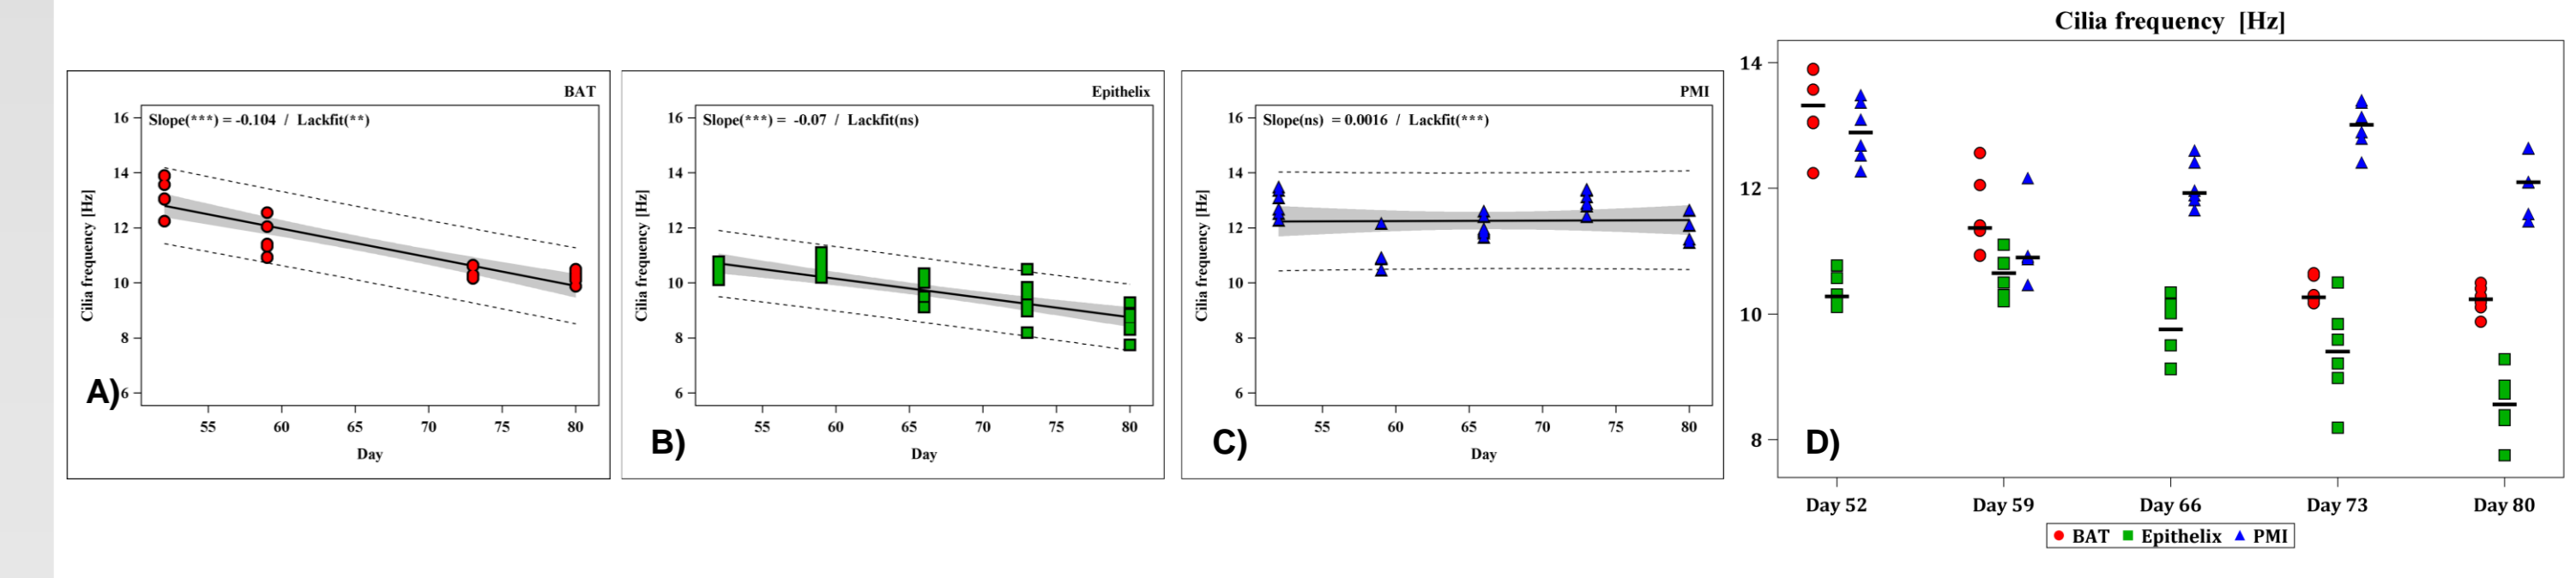 BAT
Slope(***) = -0.104 / Lackfit(**)
Cilia frequency [Hz]
16
14
12
10
8
6
55 60 65 70 75 80
Day
A)
Epithelix
Slope(***) = -0.07 / Lackfit(ns)
Cilia frequency [Hz]
16
14
12
10
8
6
55 60 65 70 75 80
Day
B)
PMI
Slope(ns) = 0.0016 / Lackfit(***)
Cilia frequency [Hz]
16
14
12
10
8
6
55 60 65 70 75 80
Day
C)
Cilia frequency [Hz]
14
12
10
8
D)
Day 52 Day 59 Day 66 Day 73 Day 80
BAT Epithelix PMI